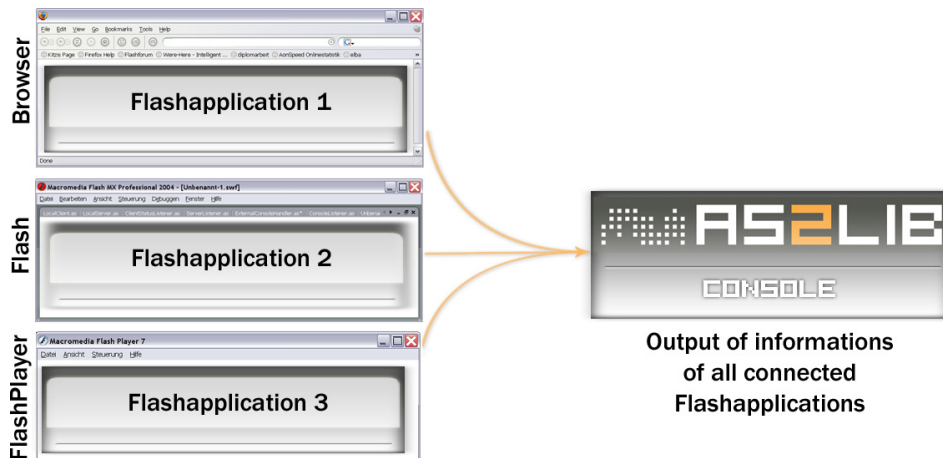 Browser
File Edit View Go Bookmarks Tools Help
Kitzis Page Firefox Help Flashforum Were-Here - Intelligent ... diplomarbeit AonSpeed Onlinestatistik elba
Flashapplication 1
Done
Flash
Macromedia Flash MX Professional 2004 - [Unbenannt-1.swf]
Datei Bearbeiten Ansicht Steuerung Debuggen Fenster Hilfe
LocalClient.as LocalServer.as ClientStatusListener.as ServerListener.as ExternalConsoleHandler.as* ConsoleListener.as
Flashapplication 2
FlashPlayer
Macromedia Flash Player 7
Datei Ansicht Steuerung Hilfe
Flashapplication 3
AS2LIB
CONSOLE
Output of informations
of all connected
Flashapplications